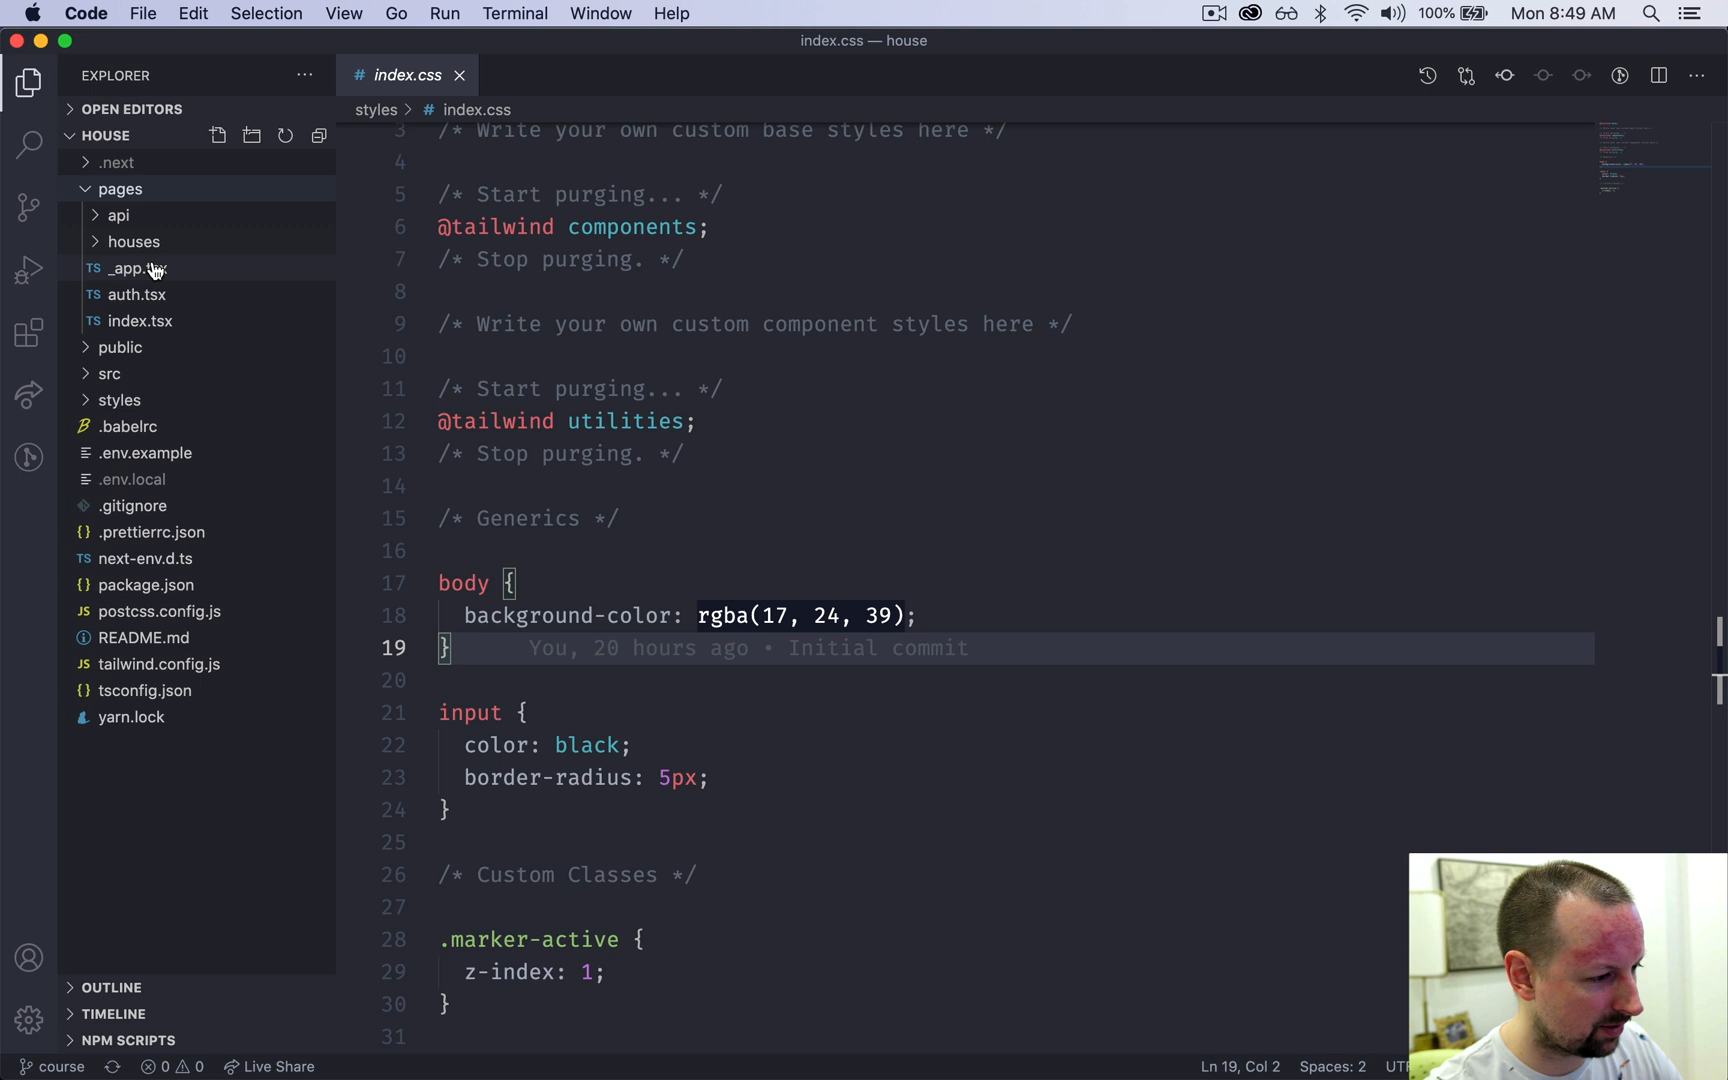 Code File Edit Selection View Go Run Terminal Window Help 100% Mon 8:49 AM
index.css — house
EXPLORER
# index.css
OPEN EDITORS
styles > # index.css
HOUSE
.next
pages
api
houses
TS _app.tsx
TS auth.tsx
TS index.tsx
public
src
styles
.babelrc
.env.example
.env.local
.gitignore
{} .prettierrc.json
TS next-env.d.ts
{} package.json
JS postcss.config.js
README.md
JS tailwind.config.js
{} tsconfig.json
yarn.lock
OUTLINE
TIMELINE
NPM SCRIPTS
3 /* Write your own custom base styles here */
4
5 /* Start purging... */
6 @tailwind components;
7 /* Stop purging. */
8
9 /* Write your own custom component styles here */
10
11 /* Start purging... */
12 @tailwind utilities;
13 /* Stop purging. */
14
15 /* Generics */
16
17 body {
18 background-color: rgba(17, 24, 39);
19 } You, 20 hours ago • Initial commit
20
21 input {
22 color: black;
23 border-radius: 5px;
24 }
25
26 /* Custom Classes */
27
28 .marker-active {
29 z-index: 1;
30 }
31
course 0 0 Live Share Ln 19, Col 2 Spaces: 2